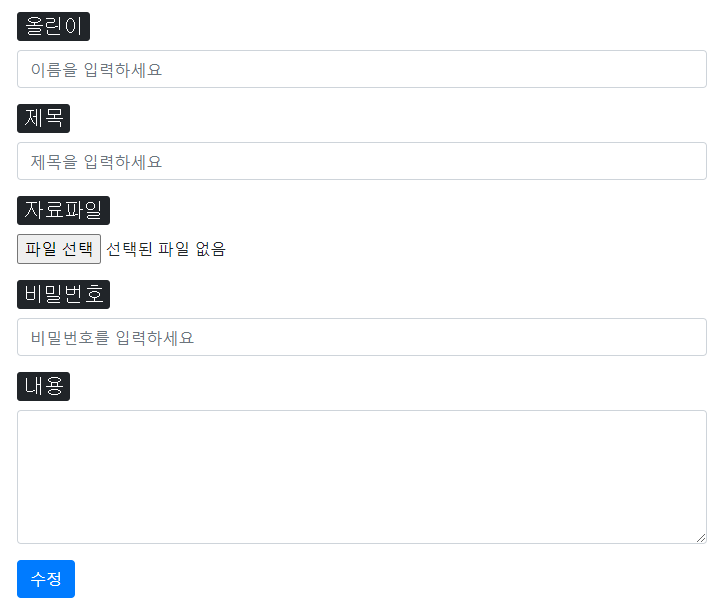 올린이
이름을 입력하세요
제목
제목을 입력하세요
자료파일
파일 선택 선택된 파일 없음
비밀번호
비밀번호를 입력하세요
내용
수정